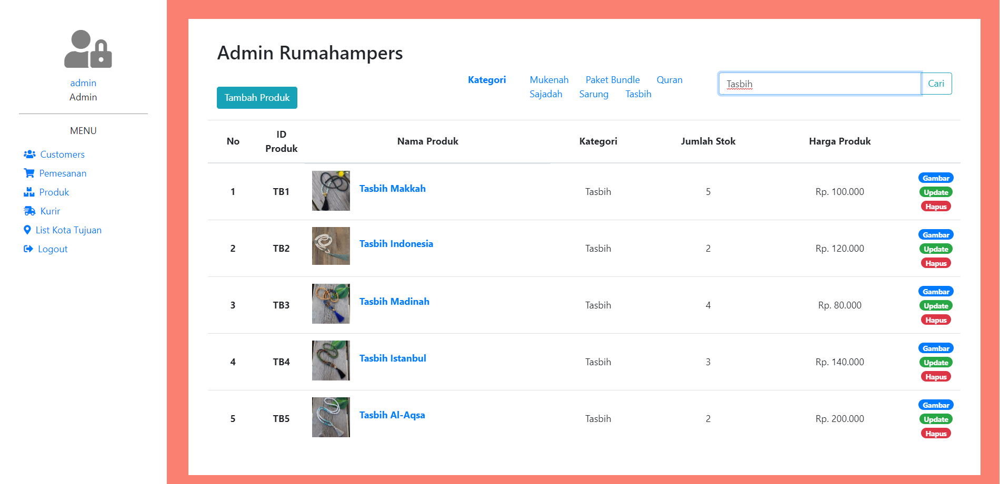 admin
Admin
MENU
Customers
Pemesanan
Produk
Kurir
List Kota Tujuan
Logout
Admin Rumahampers
Tambah Produk
Kategori Mukenah Paket Bundle Quran
Sajadah Sarung Tasbih
Tasbih Cari
No ID Produk Nama Produk Kategori Jumlah Stok Harga Produk
1 TB1 Tasbih Makkah Tasbih 5 Rp. 100.000
Gambar
Update
Hapus
2 TB2 Tasbih Indonesia Tasbih 2 Rp. 120.000
Gambar
Update
Hapus
3 TB3 Tasbih Madinah Tasbih 4 Rp. 80.000
Gambar
Update
Hapus
4 TB4 Tasbih Istanbul Tasbih 3 Rp. 140.000
Gambar
Update
Hapus
5 TB5 Tasbih Al-Aqsa Tasbih 2 Rp. 200.000
Gambar
Update
Hapus